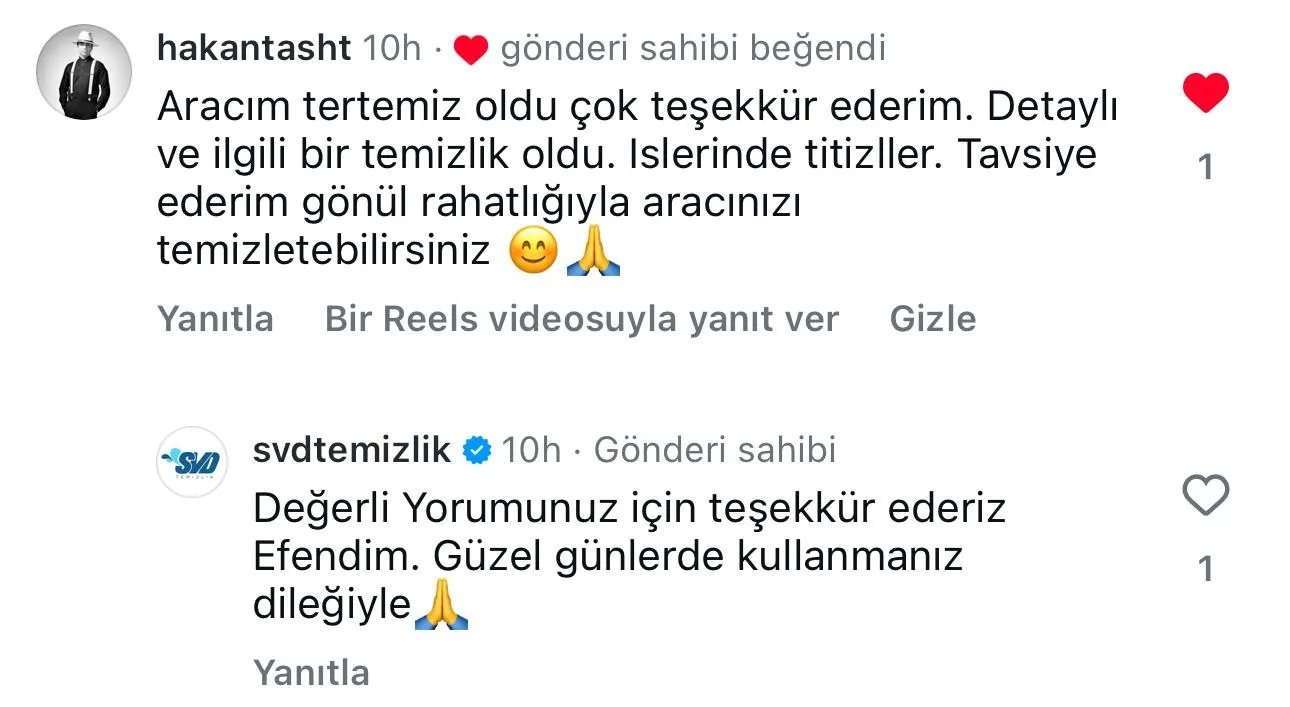 hakantasht 10h · ❤️ gönderi sahibi beğendi
Aracım tertemiz oldu çok teşekkür ederim. Detaylı
ve ilgili bir temizlik oldu. Islerinde titizller. Tavsiye
ederim gönül rahatlığıyla aracınızı
temizletebilirsiniz 😊🙏
1
Yanıtla Bir Reels videosuyla yanıt ver Gizle
SVD
TEMİZLİK
svdtemizlik 10h · Gönderi sahibi
Değerli Yorumunuz için teşekkür ederiz
Efendim. Güzel günlerde kullanmanız
dileğiyle🙏
1
Yanıtla